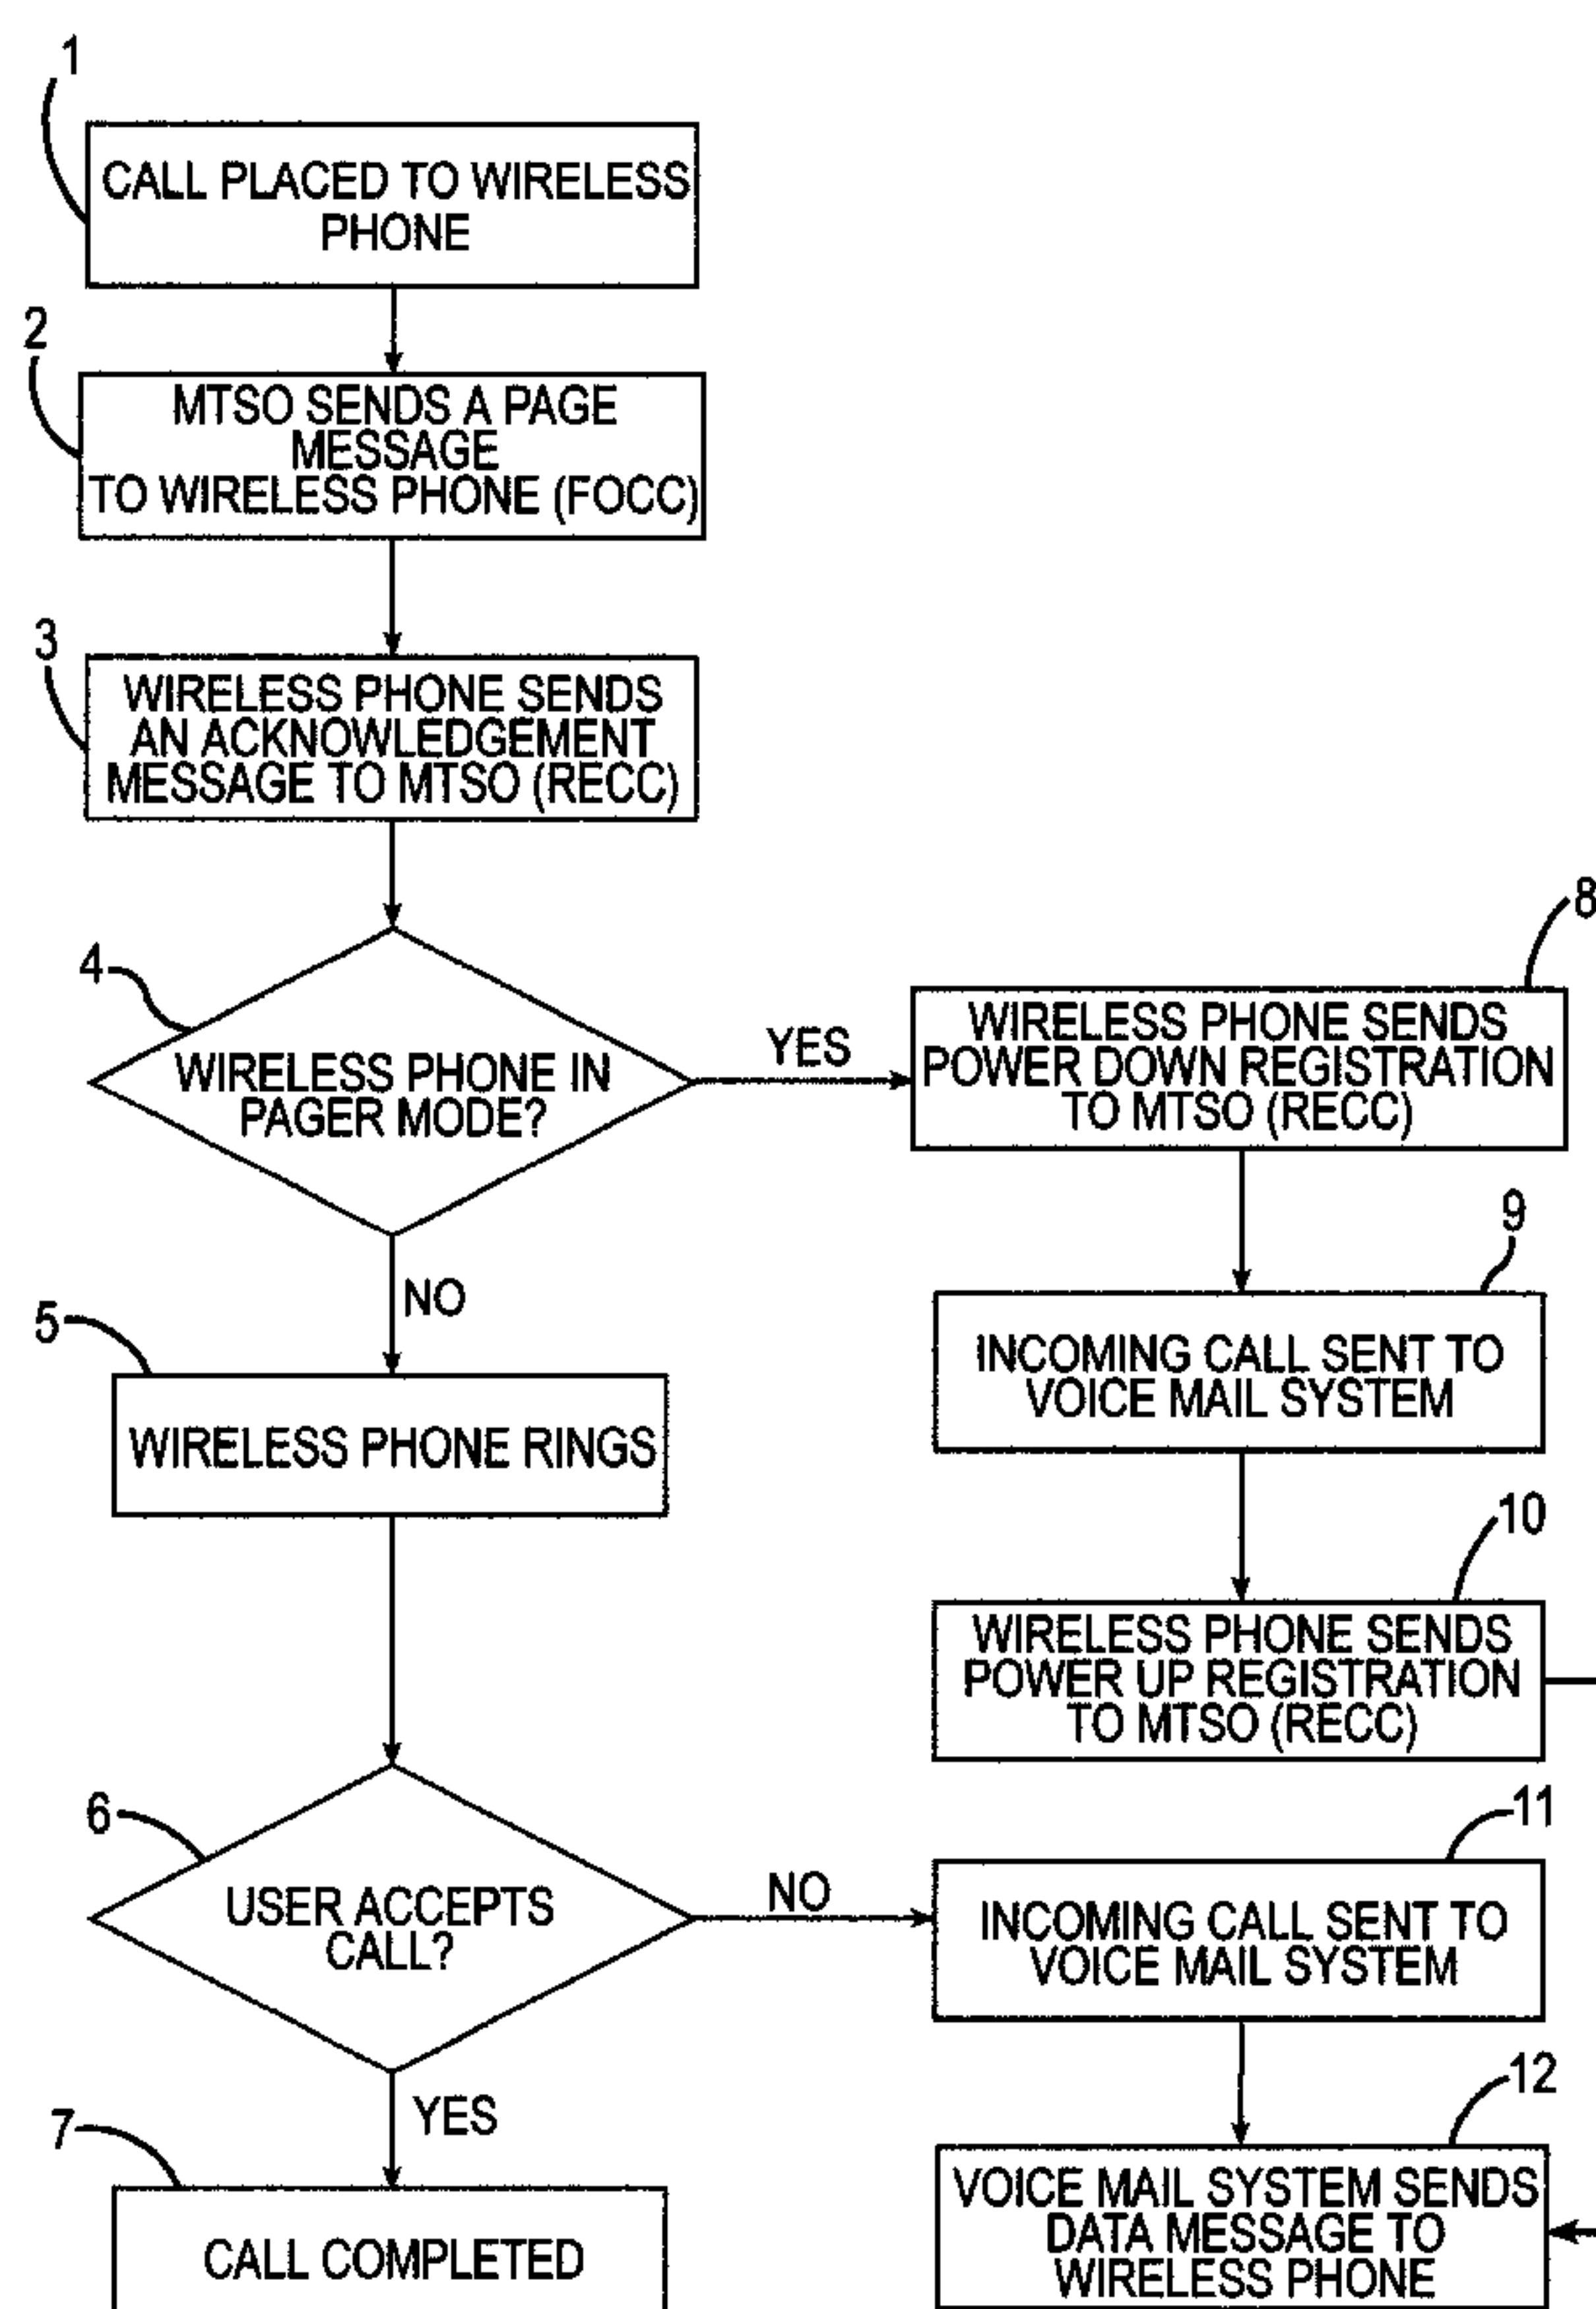 1
CALL PLACED TO WIRELESS
PHONE
2
MTSO SENDS A PAGE
MESSAGE
TO WIRELESS PHONE (FOCC)
3
WIRELESS PHONE SENDS
AN ACKNOWLEDGEMENT
MESSAGE TO MTSO (RECC)
4
WIRELESS PHONE IN
PAGER MODE?
YES
NO
5
WIRELESS PHONE RINGS
6
USER ACCEPTS
CALL?
NO
YES
7
CALL COMPLETED
8
WIRELESS PHONE SENDS
POWER DOWN REGISTRATION
TO MTSO (RECC)
9
INCOMING CALL SENT TO
VOICE MAIL SYSTEM
10
WIRELESS PHONE SENDS
POWER UP REGISTRATION
TO MTSO (RECC)
11
INCOMING CALL SENT TO
VOICE MAIL SYSTEM
12
VOICE MAIL SYSTEM SENDS
DATA MESSAGE TO
WIRELESS PHONE